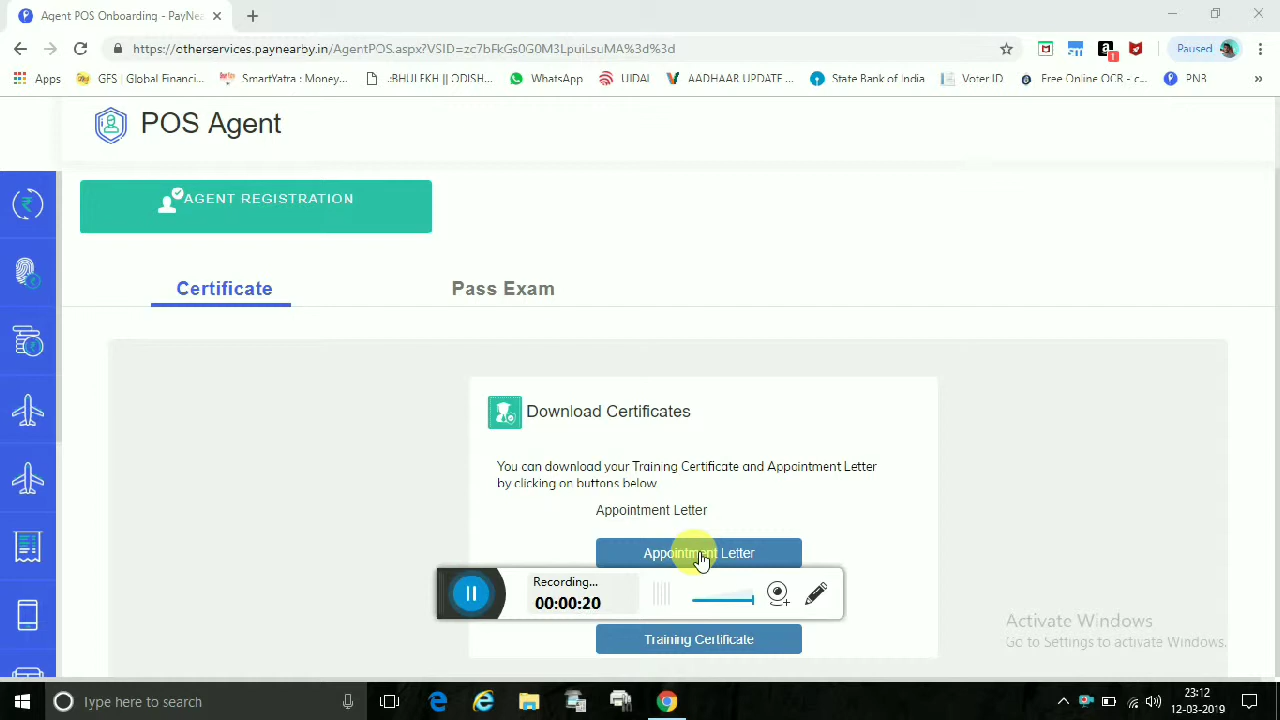 Agent POS Onboarding - PayNea
https://otherservices.paynearby.in/AgentPOS.aspx?VSID=zc7bFkGs0G0M3LpuiLsuMA%3d%3d
Paused
Apps
GFS | Global Financi...
SmartYatra : Money...
.:BHULEKH || ODISH...
WhatsApp
UIDAI
AADHAAR UPDATE ...
State Bank of India
Voter ID
Free Online OCR - c...
PNB
»
POS Agent
AGENT REGISTRATION
Certificate
Pass Exam
Download Certificates
You can download your Training Certificate and Appointment Letter
by clicking on buttons below
Appointment Letter
Appointment Letter
Recording...
00:00:20
Training Certificate
Activate Windows
Go to Settings to activate Windows.
Type here to search
23:12
12-03-2019